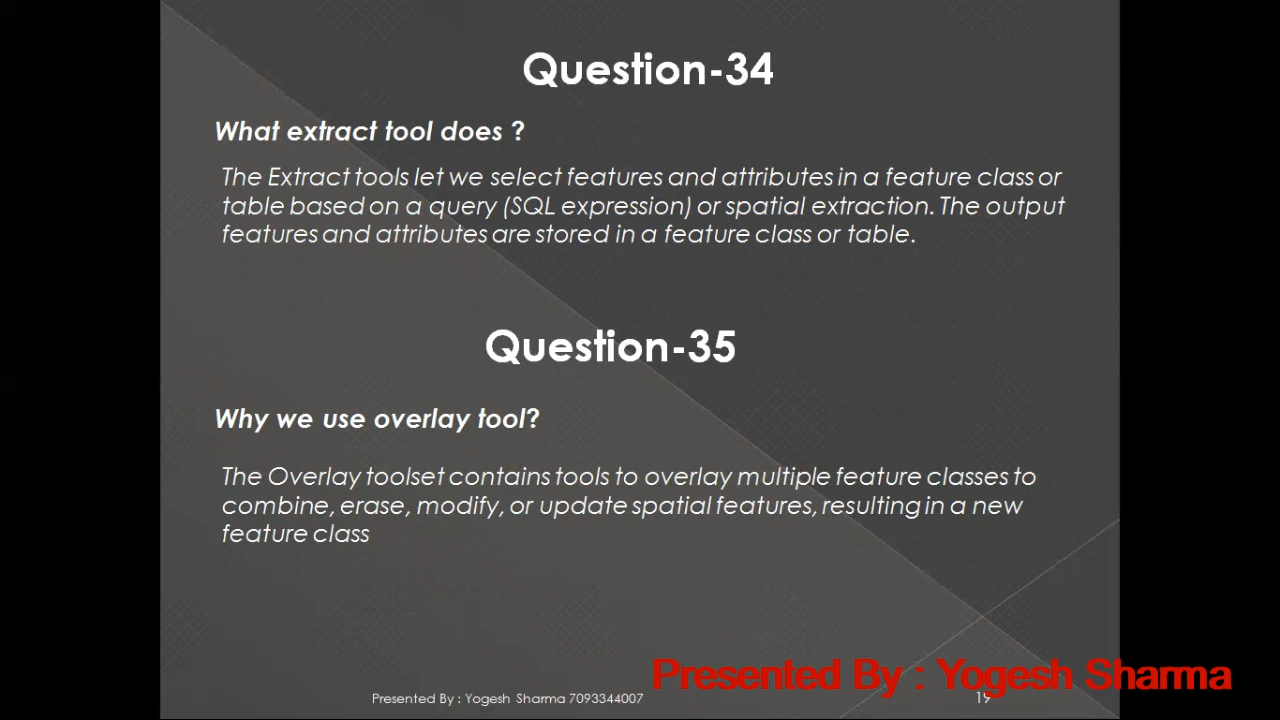 Question-34
What extract tool does ?
The Extract tools let we select features and attributes in a feature class or
table based on a query (SQL expression) or spatial extraction. The output
features and attributes are stored in a feature class or table.
Question-35
Why we use overlay tool?
The Overlay toolset contains tools to overlay multiple feature classes to
combine, erase, modify, or update spatial features, resulting in a new
feature class
Presented By : Yogesh Sharma
Presented By : Yogesh Sharma 7093344007
19